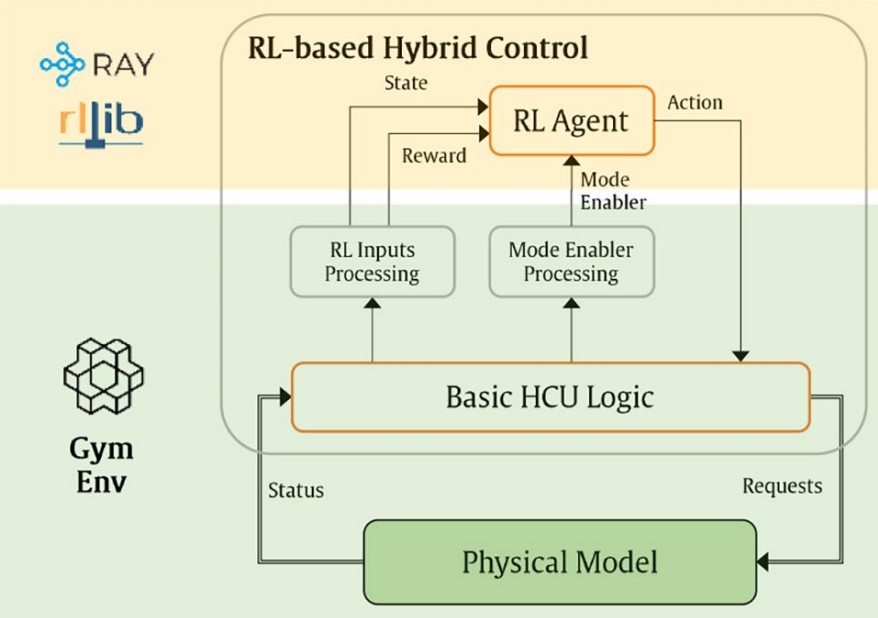 RL-based Hybrid Control
RAY
rllib
State
RL Agent
Action
Reward
Mode
Enabler
RL Inputs
Processing
Mode Enabler
Processing
Basic HCU Logic
Gym
Env
Status
Requests
Physical Model